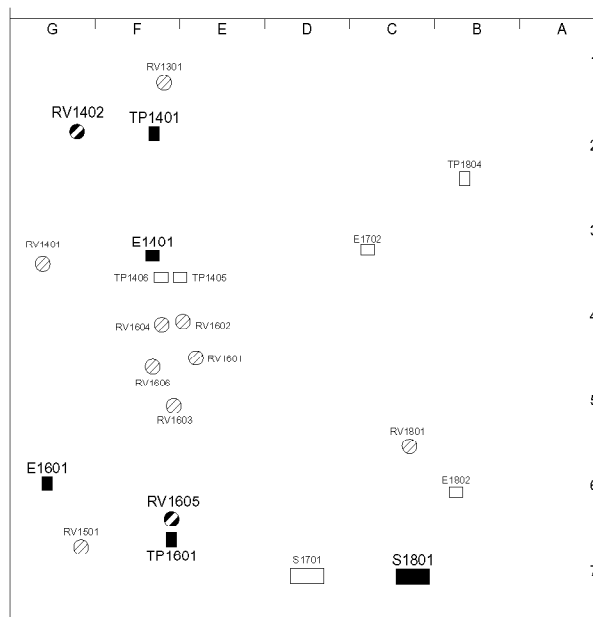 G F E D C B A
1
RV1301
RV1402 TP1401
2
TP1804
3
RV1401 E1401 E1702
TP1406 TP1405
4
RV1604 RV1602
RV1601
RV1606
5
RV1603
RV1801
E1601
6
E1802
RV1605
RV1501
TP1601 S1701 S1801
7